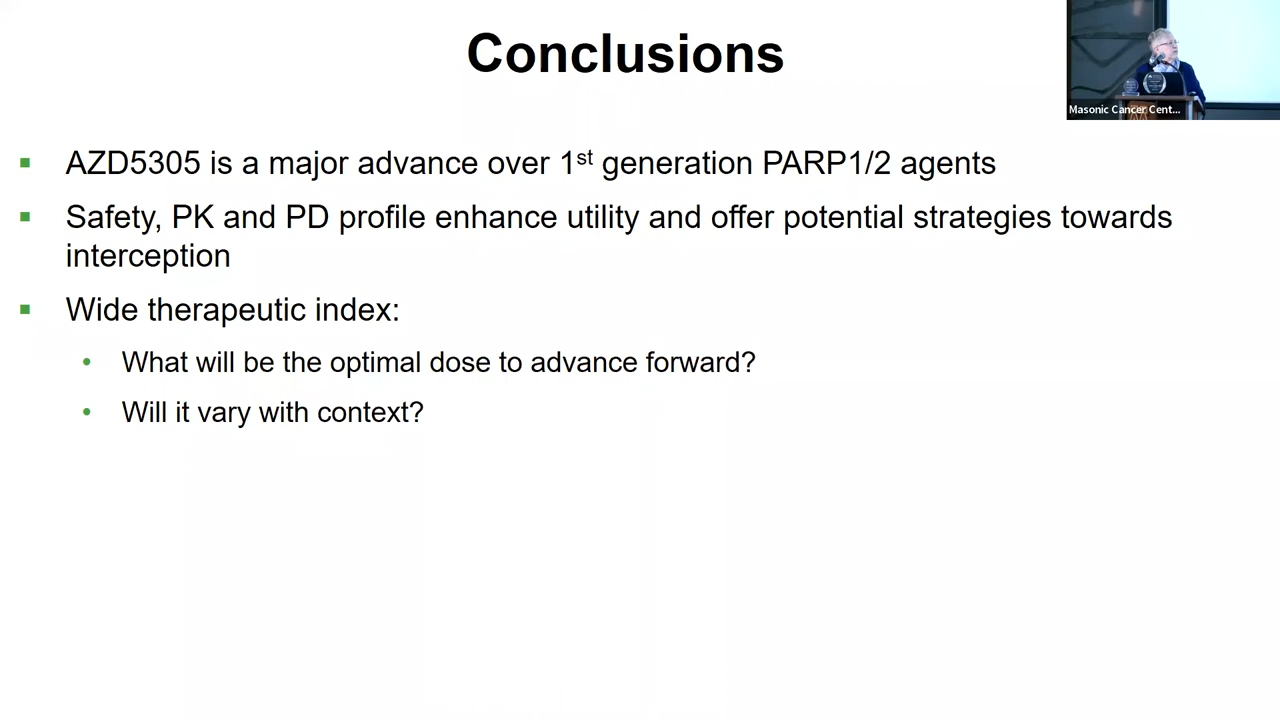 Conclusions
Masonic Cancer Cent...
▪ AZD5305 is a major advance over 1st generation PARP1/2 agents
▪ Safety, PK and PD profile enhance utility and offer potential strategies towards
interception
▪ Wide therapeutic index:
• What will be the optimal dose to advance forward?
• Will it vary with context?